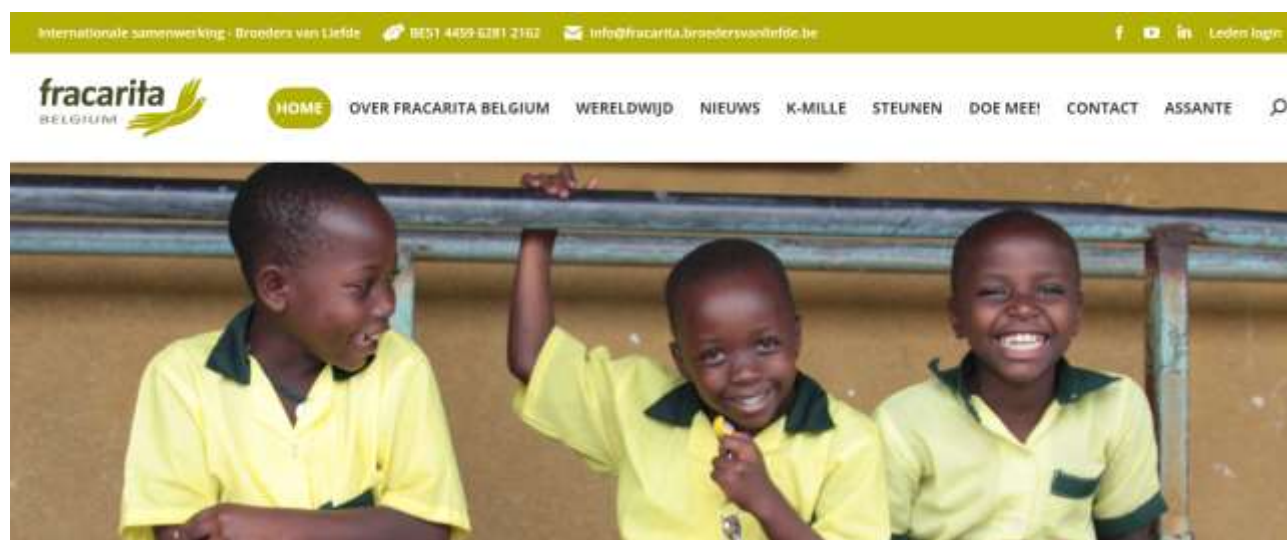 Internationale samenwerking - Broeders van Liefde BE51 4459 6281 2162 info@fracarita.broedersvanliefde.be f in Leden login
fracarita
BELGIUM
HOME OVER FRACARITA BELGIUM WERELDWIJD NIEUWS K-MILLE STEUNEN DOE MEE! CONTACT ASSANTE